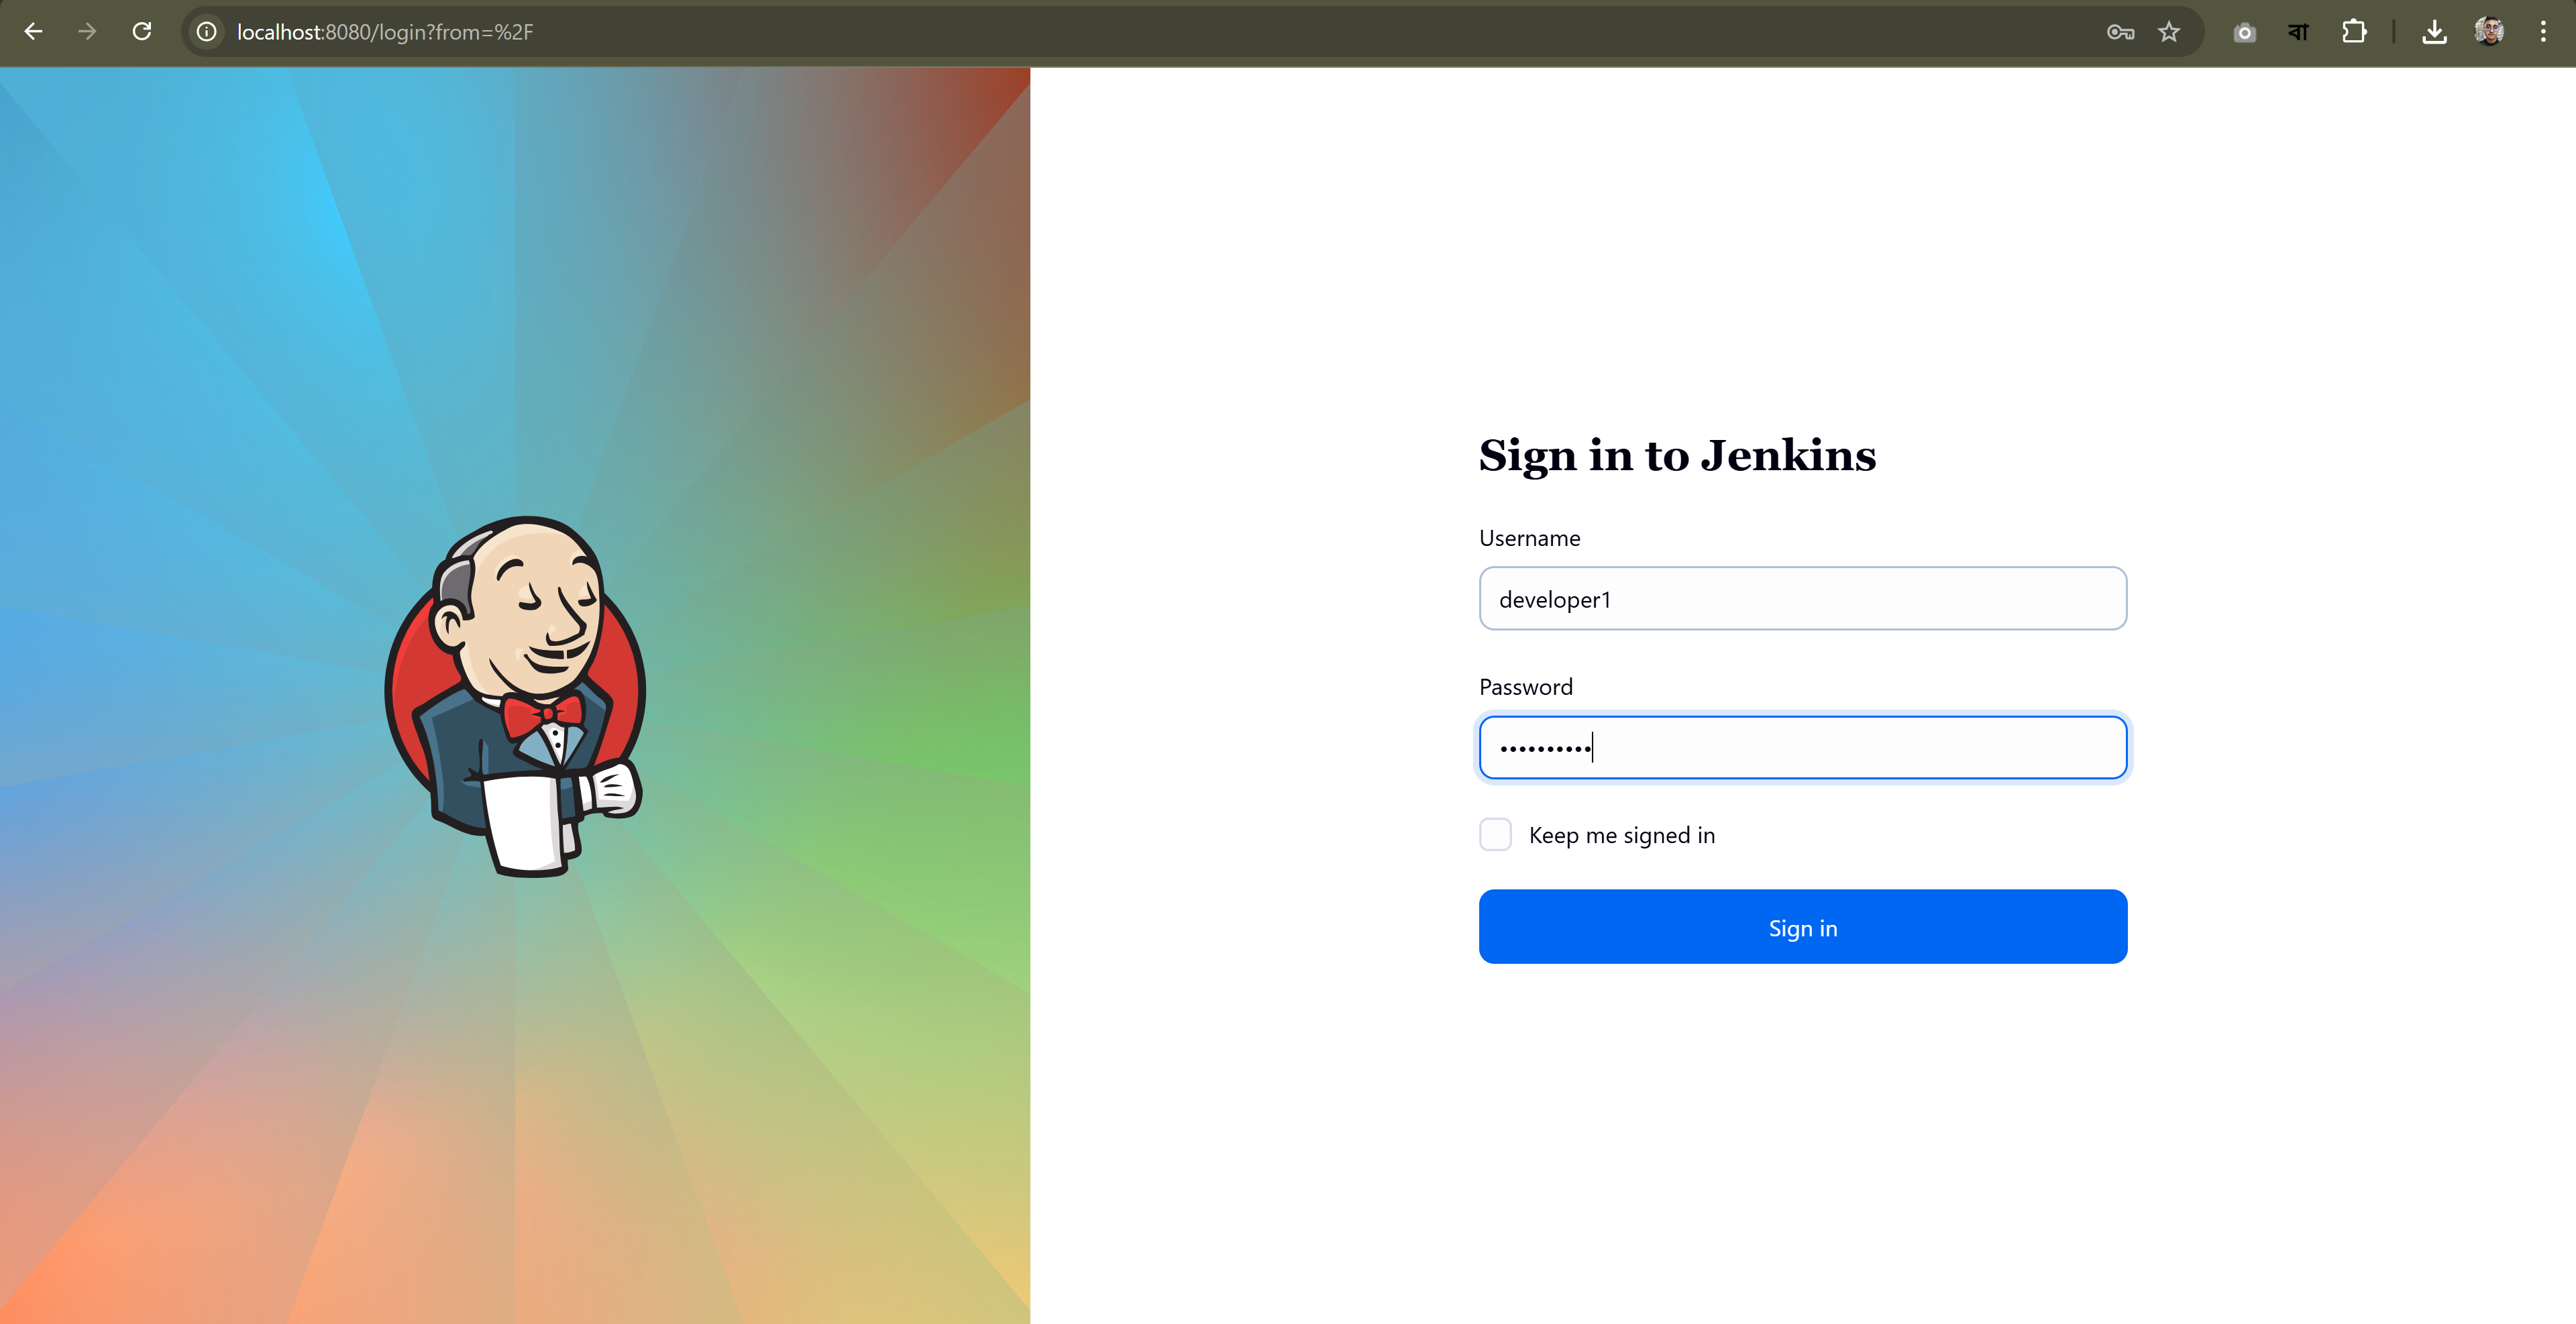 localhost:8080/login?from=%2F
বা
Sign in to Jenkins
Username
developer1
Password
••••••••••
Keep me signed in
Sign in